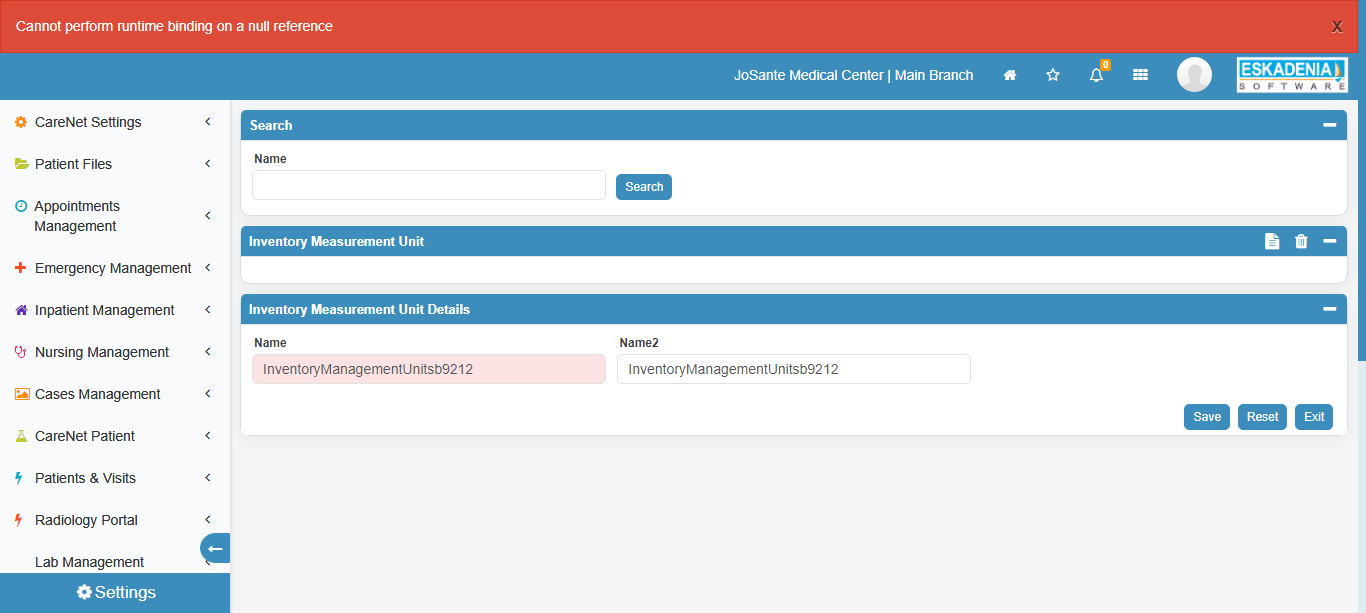 Cannot perform runtime binding on a null reference
X
JoSante Medical Center | Main Branch
0
ESKADENIA
SOFTWARE
CareNet Settings
Patient Files
Appointments
Management
Emergency Management
Inpatient Management
Nursing Management
Cases Management
CareNet Patient
Patients & Visits
Radiology Portal
Lab Management
Settings
Search
Name
Search
Inventory Measurement Unit
Inventory Measurement Unit Details
Name Name2
InventoryManagementUnitsb9212 InventoryManagementUnitsb9212
Save Reset Exit